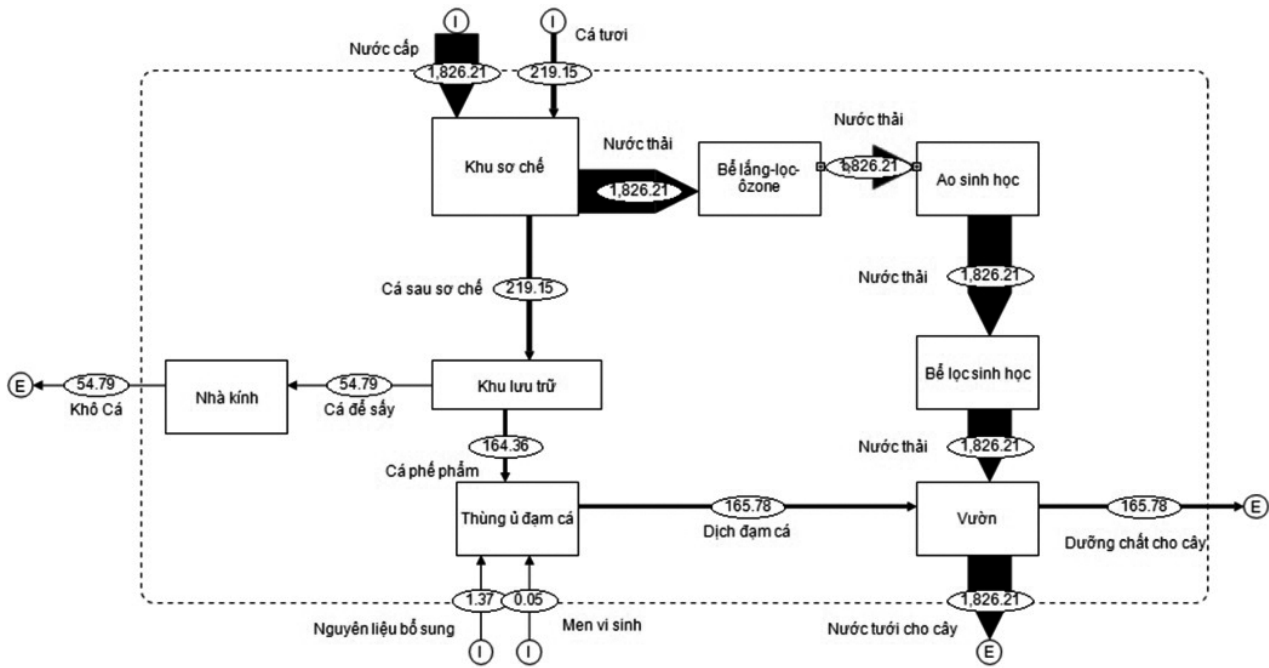 I
I
Nước cấp
Cá tươi
1,826.21
219.15
Khu sơ chế
Nước thải
1,826.21
Bể lắng-lọc-
ôzone
Nước thải
1,826.21
Ao sinh học
Nước thải
1,826.21
Cá sau sơ chế
219.15
E
54.79
Khô Cá
Nhà kính
54.79
Cá để sấy
Khu lưu trữ
Bể lọc sinh học
164.36
Cá phế phẩm
Nước thải
1,826.21
Thùng ủ đạm cá
165.78
Dịch đạm cá
Vườn
165.78
E
Dưỡng chất cho cây
1.37
0.05
Nguyên liệu bổ sung
Men vi sinh
I
I
1,826.21
Nước tưới cho cây
E